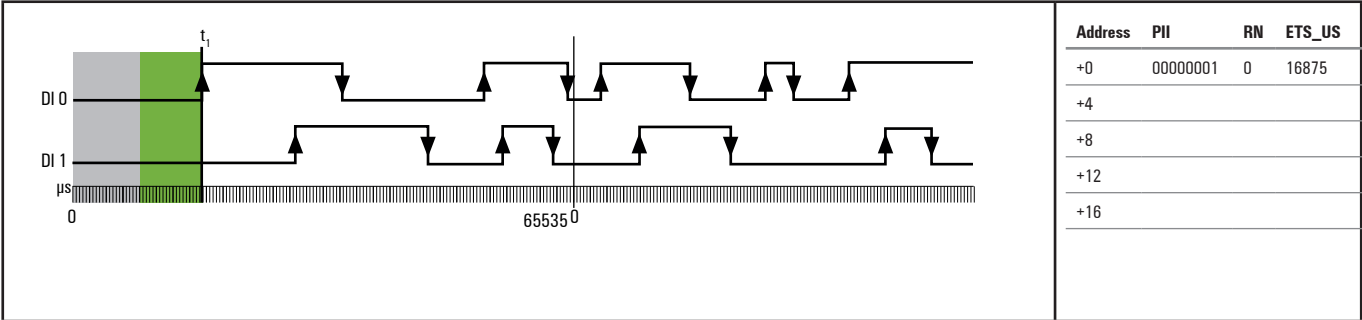 t1
DI 0
DI 1
µs
0
65535 0
Address PII RN ETS_US
+0 00000001 0 16875
+4
+8
+12
+16